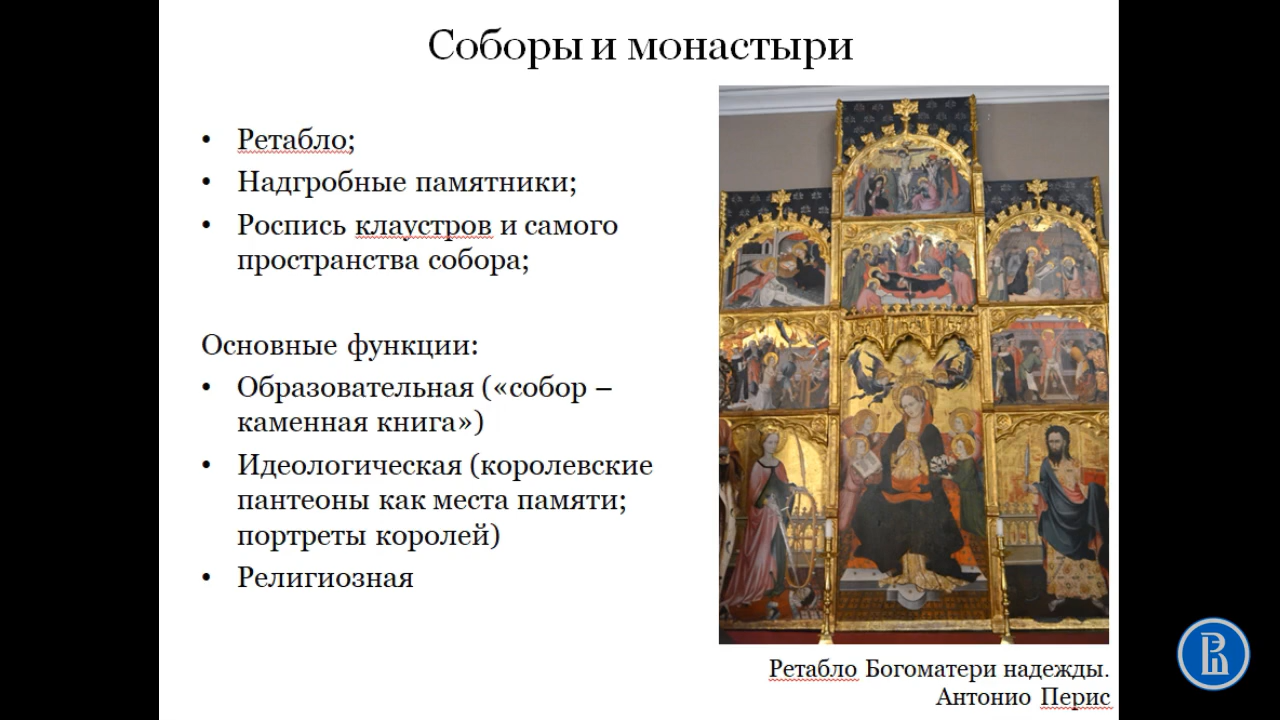 Соборы и монастыри
• Ретабло;
• Надгробные памятники;
• Роспись клаустров и самого
пространства собора;
Основные функции:
• Образовательная («собор –
каменная книга»)
• Идеологическая (королевские
пантеоны как места памяти;
портреты королей)
• Религиозная
Ретабло Богоматери надежды.
Антонио Перис